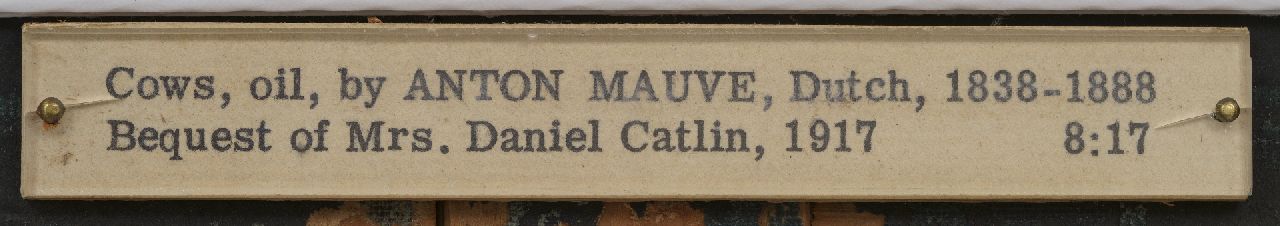 Cows, oil, by ANTON MAUVE, Dutch, 1838-1888
Bequest of Mrs. Daniel Catlin, 1917 8:17